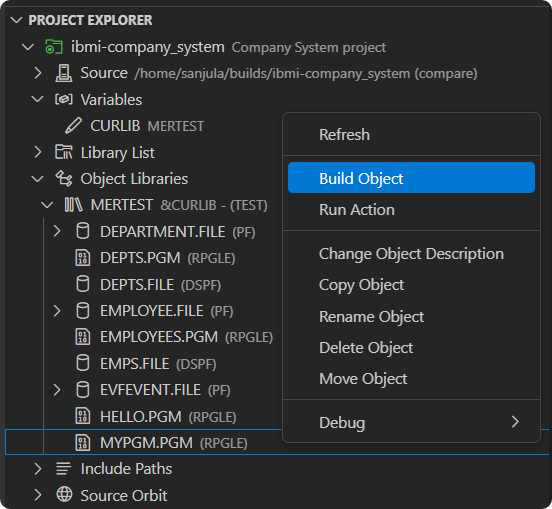 PROJECT EXPLORER
ibmi-company_system Company System project
Source /home/sanjula/builds/ibmi-company_system (compare)
Variables
CURLIB MERTEST
Library List
Object Libraries
MERTEST &CURLIB - (TEST)
DEPARTMENT.FILE (PF)
DEPTS.PGM (RPGLE)
DEPTS.FILE (DSPF)
EMPLOYEE.FILE (PF)
EMPLOYEES.PGM (RPGLE)
EMPS.FILE (DSPF)
EVFEVENT.FILE (PF)
HELLO.PGM (RPGLE)
MYPGM.PGM (RPGLE)
Include Paths
Source Orbit
Refresh
Build Object
Run Action
Change Object Description
Copy Object
Rename Object
Delete Object
Move Object
Debug